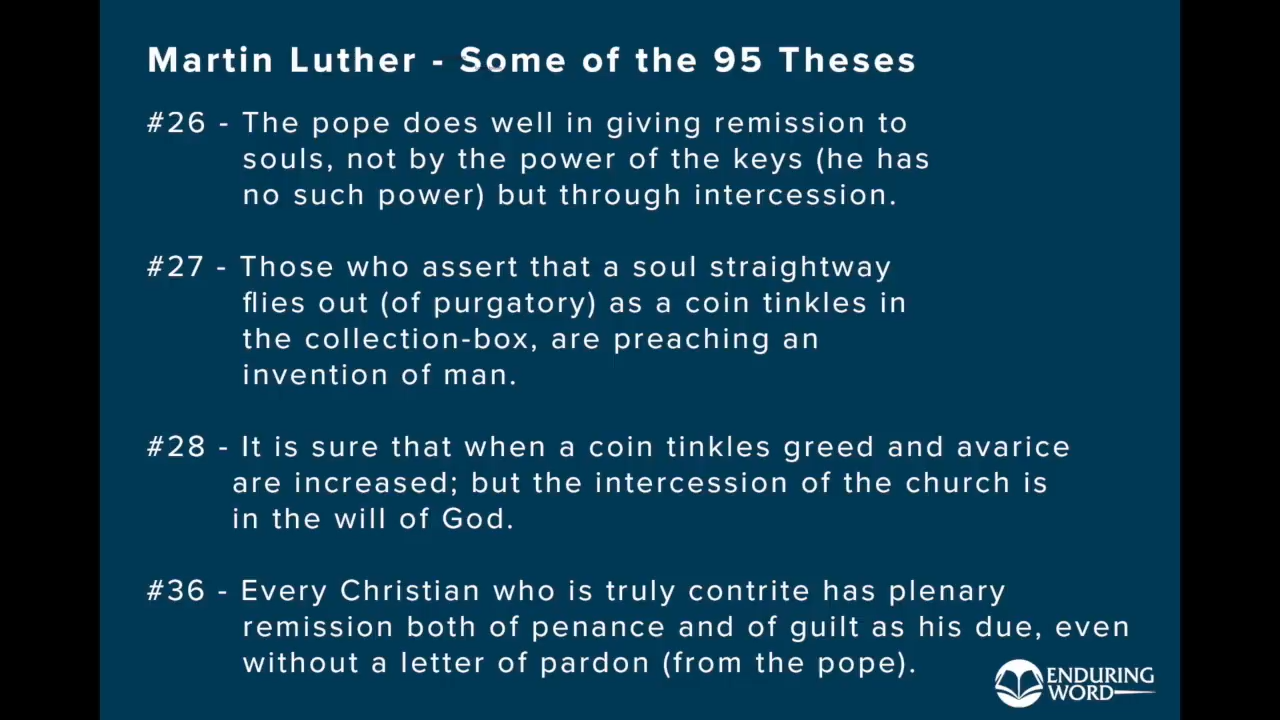 Martin Luther - Some of the 95 Theses
#26 - The pope does well in giving remission to
souls, not by the power of the keys (he has
no such power) but through intercession.
#27 - Those who assert that a soul straightway
flies out (of purgatory) as a coin tinkles in
the collection-box, are preaching an
invention of man.
#28 - It is sure that when a coin tinkles greed and avarice
are increased; but the intercession of the church is
in the will of God.
#36 - Every Christian who is truly contrite has plenary
remission both of penance and of guilt as his due, even
without a letter of pardon (from the pope).
ENDURING
WORD